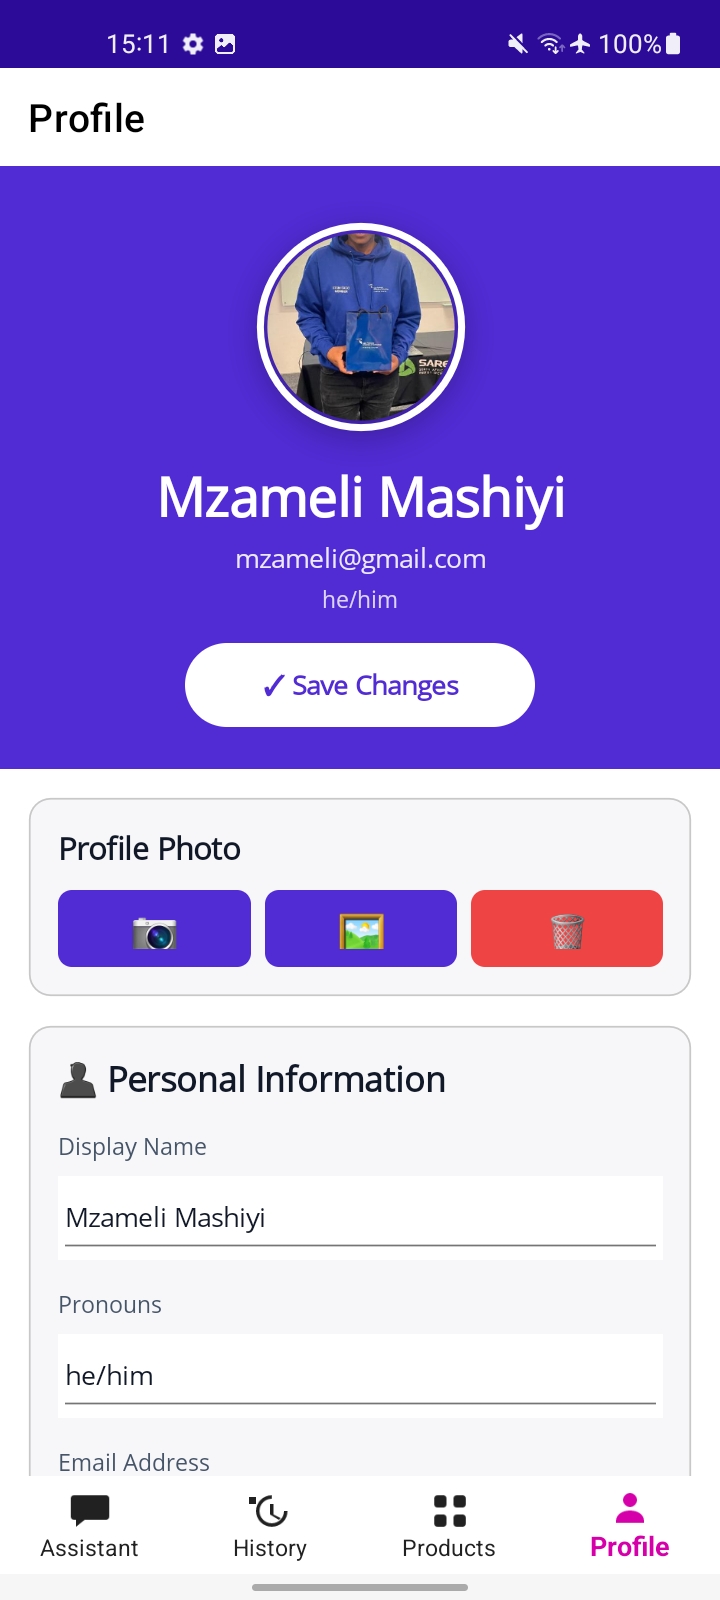 15:11 100%
Profile
SARE
Mzameli Mashiyi
mzameli@gmail.com
he/him
✓ Save Changes
Profile Photo
Personal Information
Display Name
Mzameli Mashiyi
Pronouns
he/him
Email Address
Assistant History Products Profile